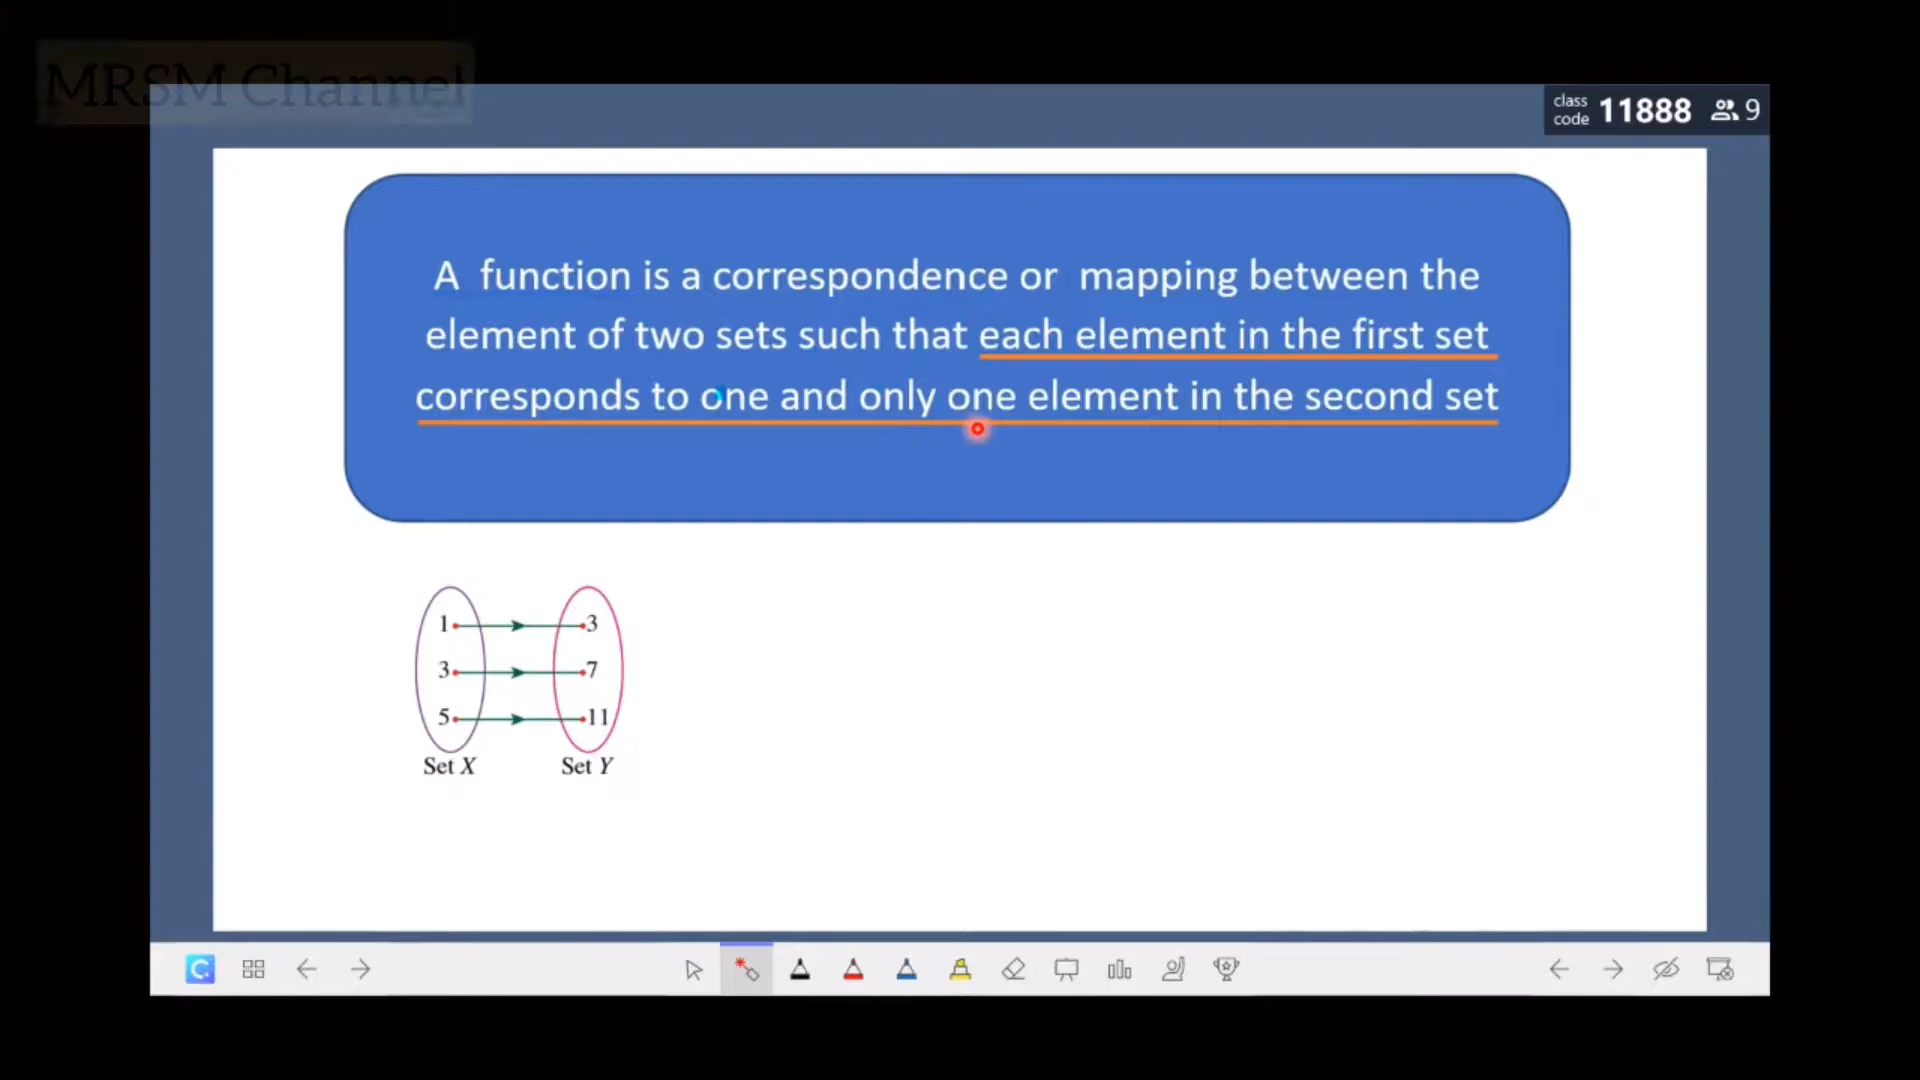 MRSM Channel
class code 11888 9
A function is a correspondence or mapping between the
element of two sets such that each element in the first set
corresponds to one and only one element in the second set
1 3
3 7
5 11
Set X Set Y